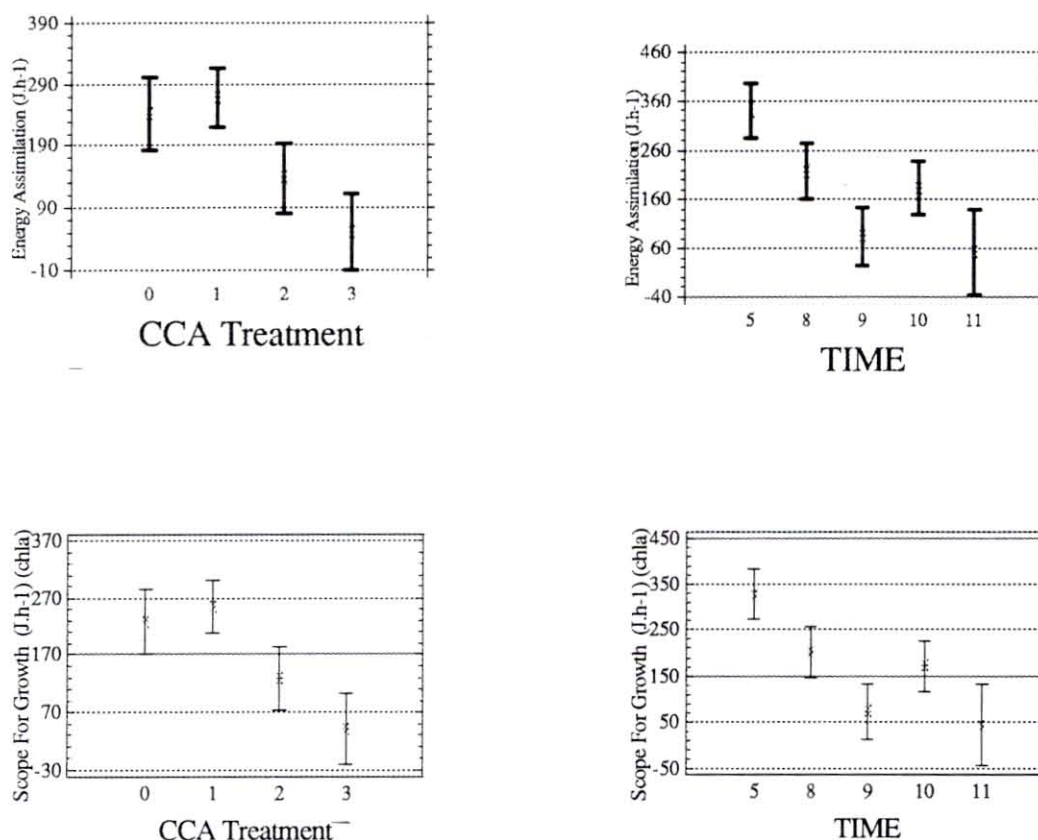 Energy Assimilation (J.h-1)
390
290
190
90
-10
0 1 2 3
CCA Treatment
Energy Assimilation (J.h-1)
460
360
260
160
60
-40
5 8 9 10 11
TIME
Scope For Growth (J.h-1) (chla)
370
270
170
70
-30
0 1 2 3
CCA Treatment
Scope For Growth (J.h-1) (chla)
450
350
250
150
50
-50
5 8 9 10 11
TIME